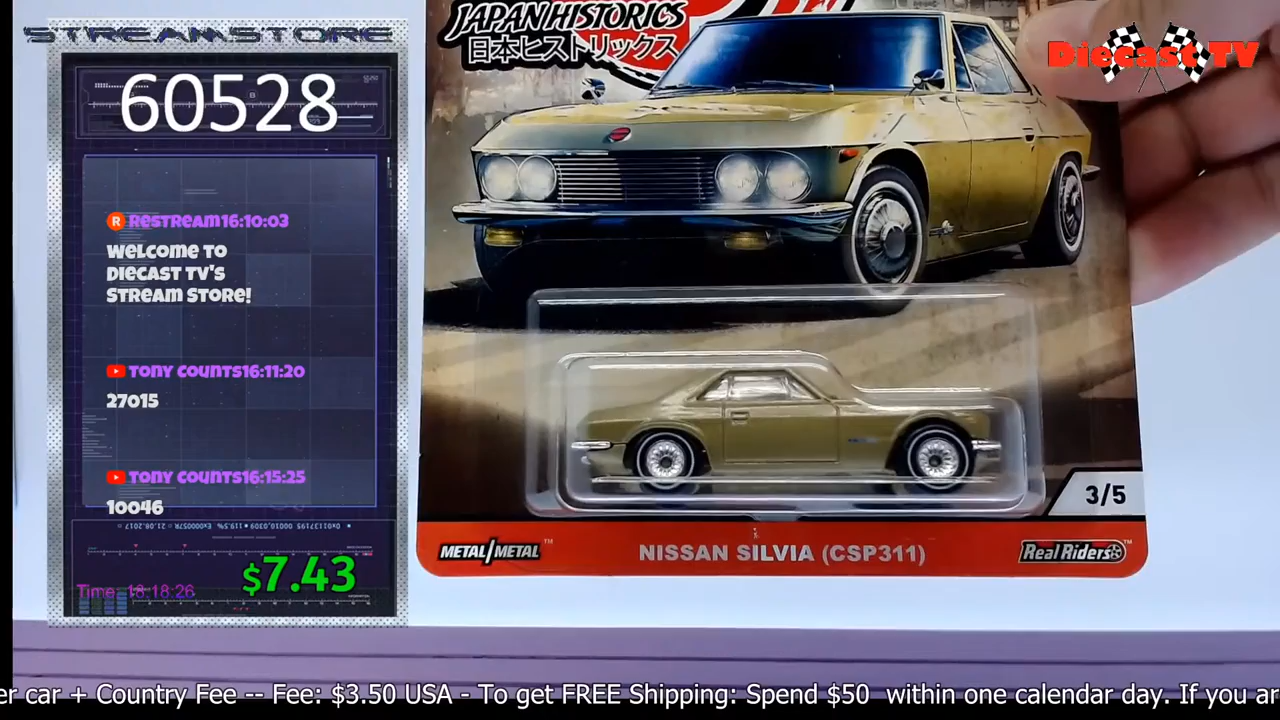 STREAMSTORE
60528
Restream16:10:03
Welcome to
Diecast TV's
Stream Store!
Tony Counts16:11:20
27015
Tony Counts16:15:25
10046
Time: 18:18:26
$7.43
JAPAN HISTORICS
日本ヒストリックス
Diecast TV
3/5
METAL/METAL™
NISSAN SILVIA (CSP311)
Real Riders™
er car + Country Fee -- Fee: $3.50 USA - To get FREE Shipping: Spend $50 within one calendar day. If you ar